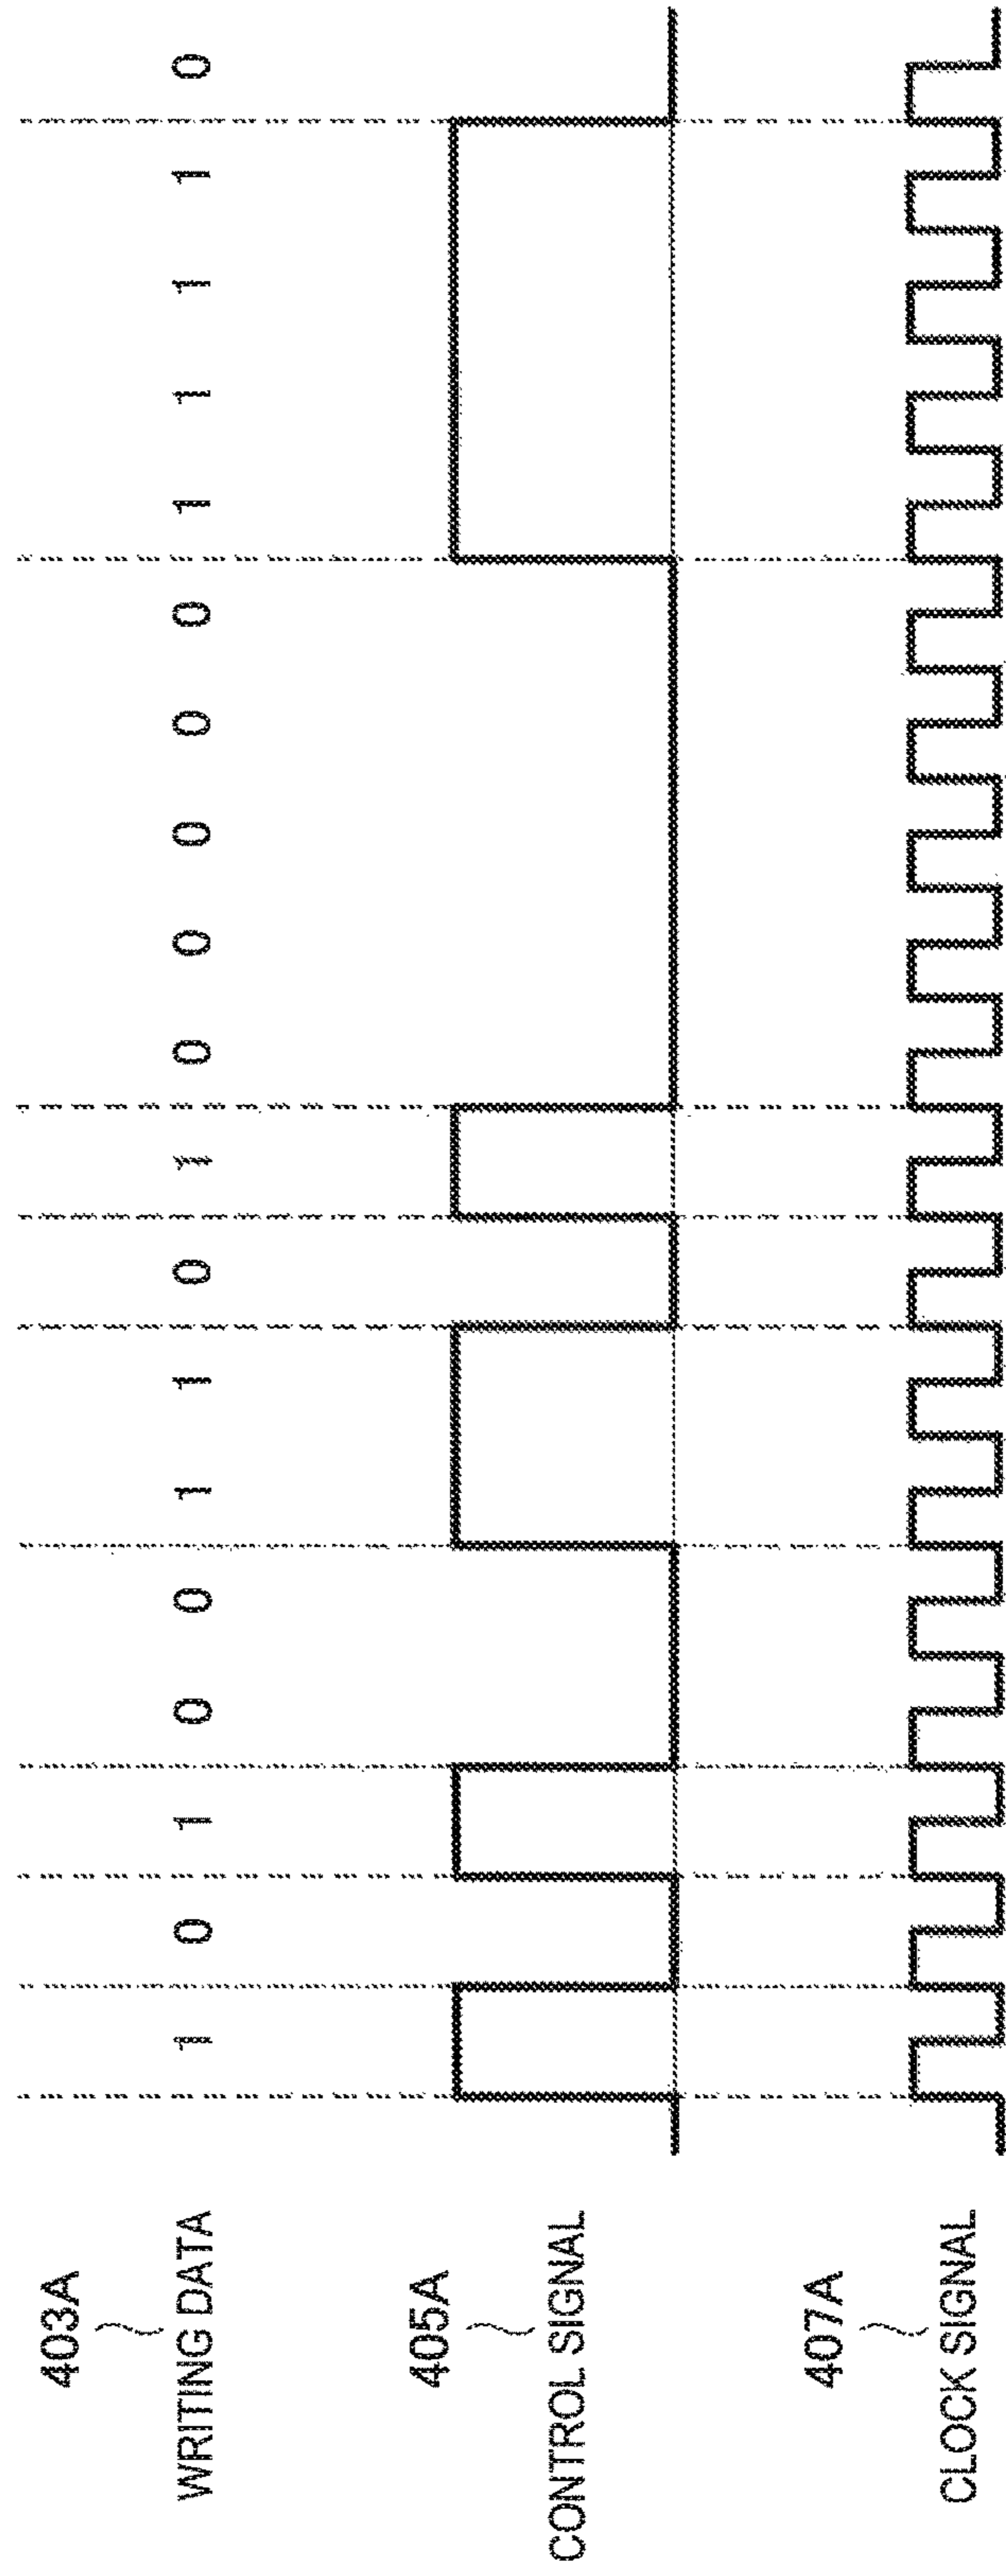 403A
WRITING DATA 1 0 1 0 0 1 1 0 1 0 0 0 0 0 1 1 1 1 0
405A
CONTROL SIGNAL
407A
CLOCK SIGNAL